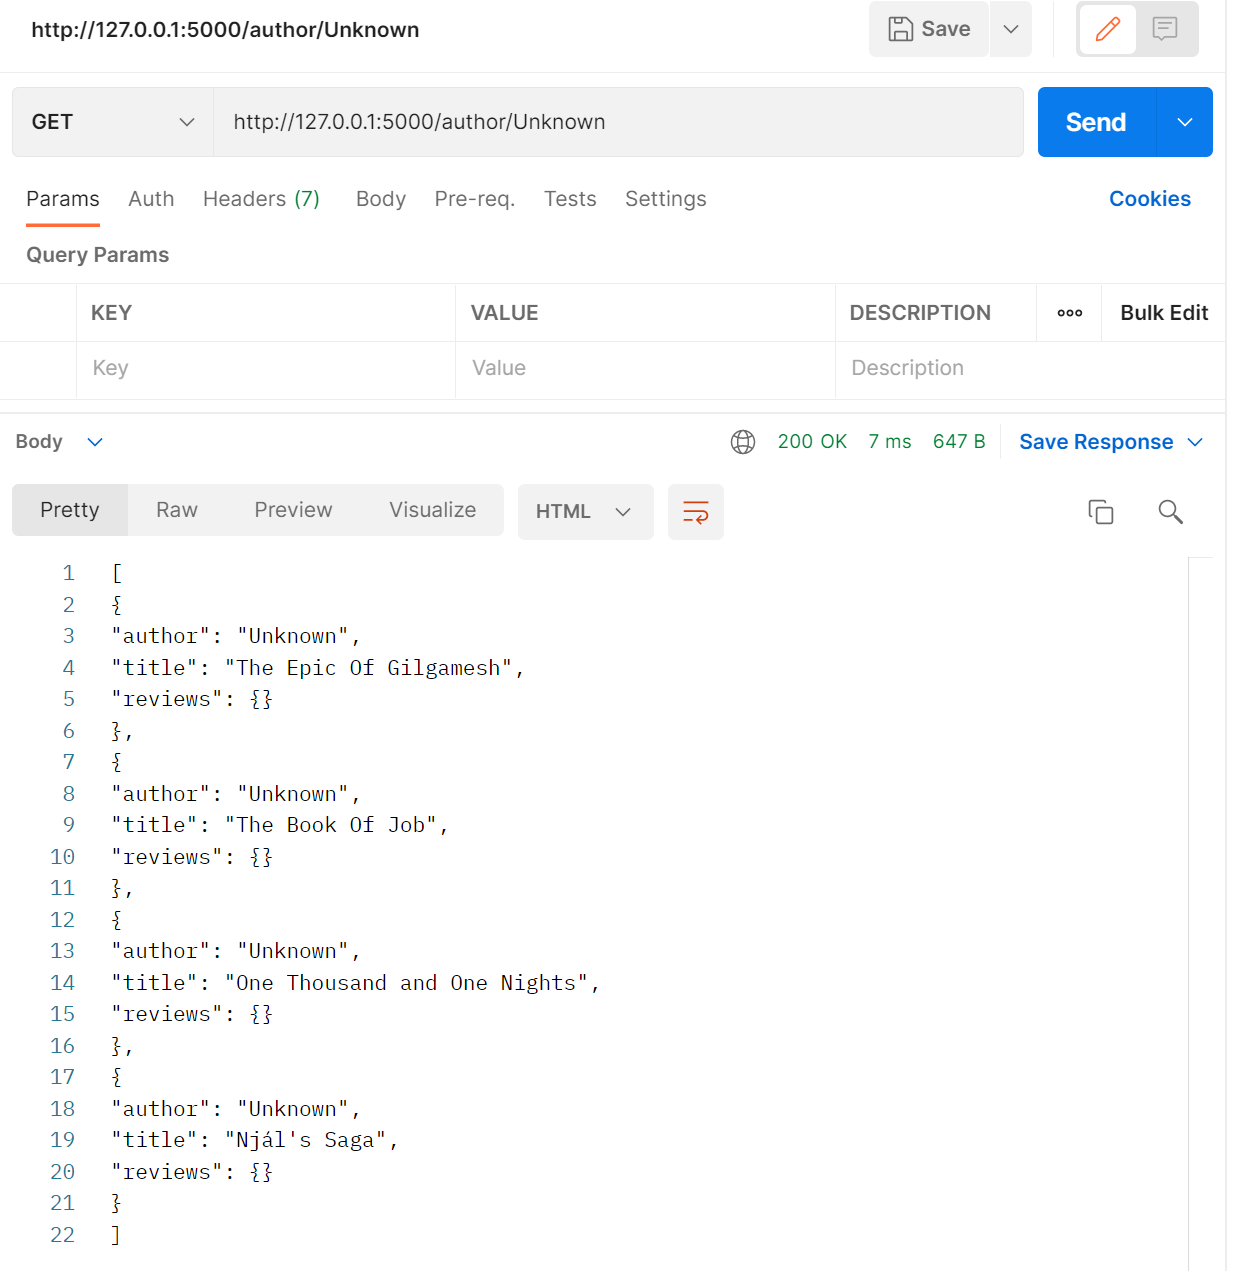 http://127.0.0.1:5000/author/Unknown Save
GET http://127.0.0.1:5000/author/Unknown Send
Params Auth Headers (7) Body Pre-req. Tests Settings Cookies
Query Params
KEY VALUE DESCRIPTION ooo Bulk Edit
Key Value Description
Body 200 OK 7 ms 647 B Save Response
Pretty Raw Preview Visualize HTML
1 [
2 {
3 "author": "Unknown",
4 "title": "The Epic Of Gilgamesh",
5 "reviews": {}
6 },
7 {
8 "author": "Unknown",
9 "title": "The Book Of Job",
10 "reviews": {}
11 },
12 {
13 "author": "Unknown",
14 "title": "One Thousand and One Nights",
15 "reviews": {}
16 },
17 {
18 "author": "Unknown",
19 "title": "Njál's Saga",
20 "reviews": {}
21 }
22 ]